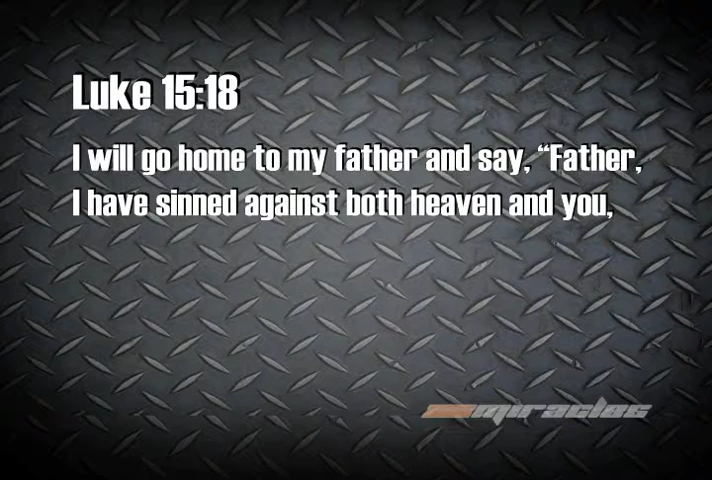 Luke 15:18
I will go home to my father and say, “Father,
I have sinned against both heaven and you,
miracles